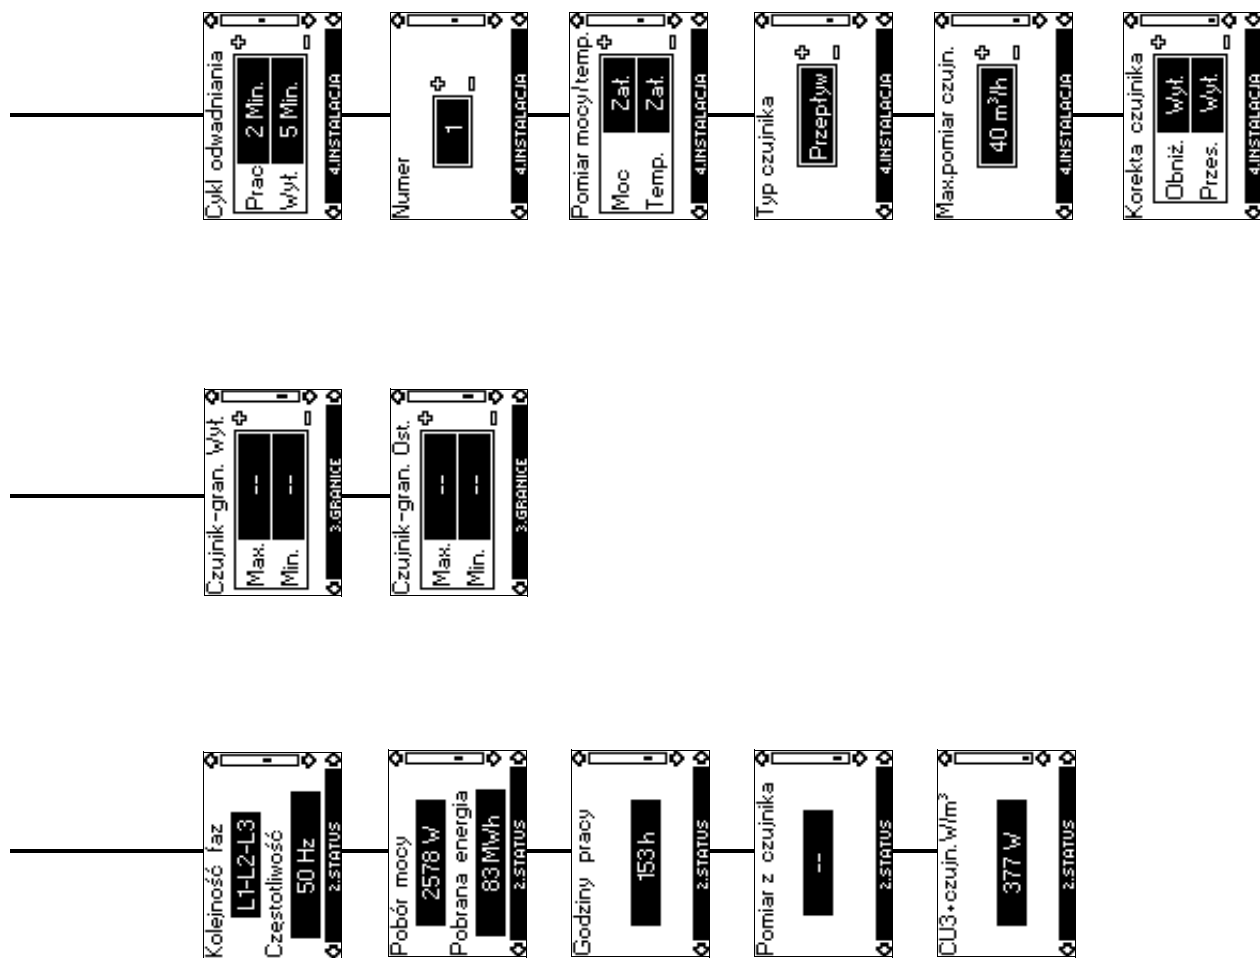 Kolejność faz
L1-L2-L3
Częstotliwość
50 Hz
2.STATUS
Pobór mocy
2578 W
Pobrana energia
83 MWh
2.STATUS
Godziny pracy
153 h
2.STATUS
Pomiar z czujnika
--
2.STATUS
CU3+czujn.W/m³
377 W
2.STATUS
Czujnik-gran. Wył.
Max. --
Min. --
3.GRANICE
Czujnik-gran. Ost.
Max. --
Min. --
3.GRANICE
Cykl odwadniania
Prac 2 Min.
Wył. 5 Min.
4.INSTALACJA
Numer
1
4.INSTALACJA
Pomiar mocy/temp.
Moc Zał.
Temp. Zał.
4.INSTALACJA
Typ czujnika
Przepływ
4.INSTALACJA
Max.pomiar czujn.
40 m³/h
4.INSTALACJA
Korekta czujnika
Obniż. Wył.
Przes. Wył.
4.INSTALACJA